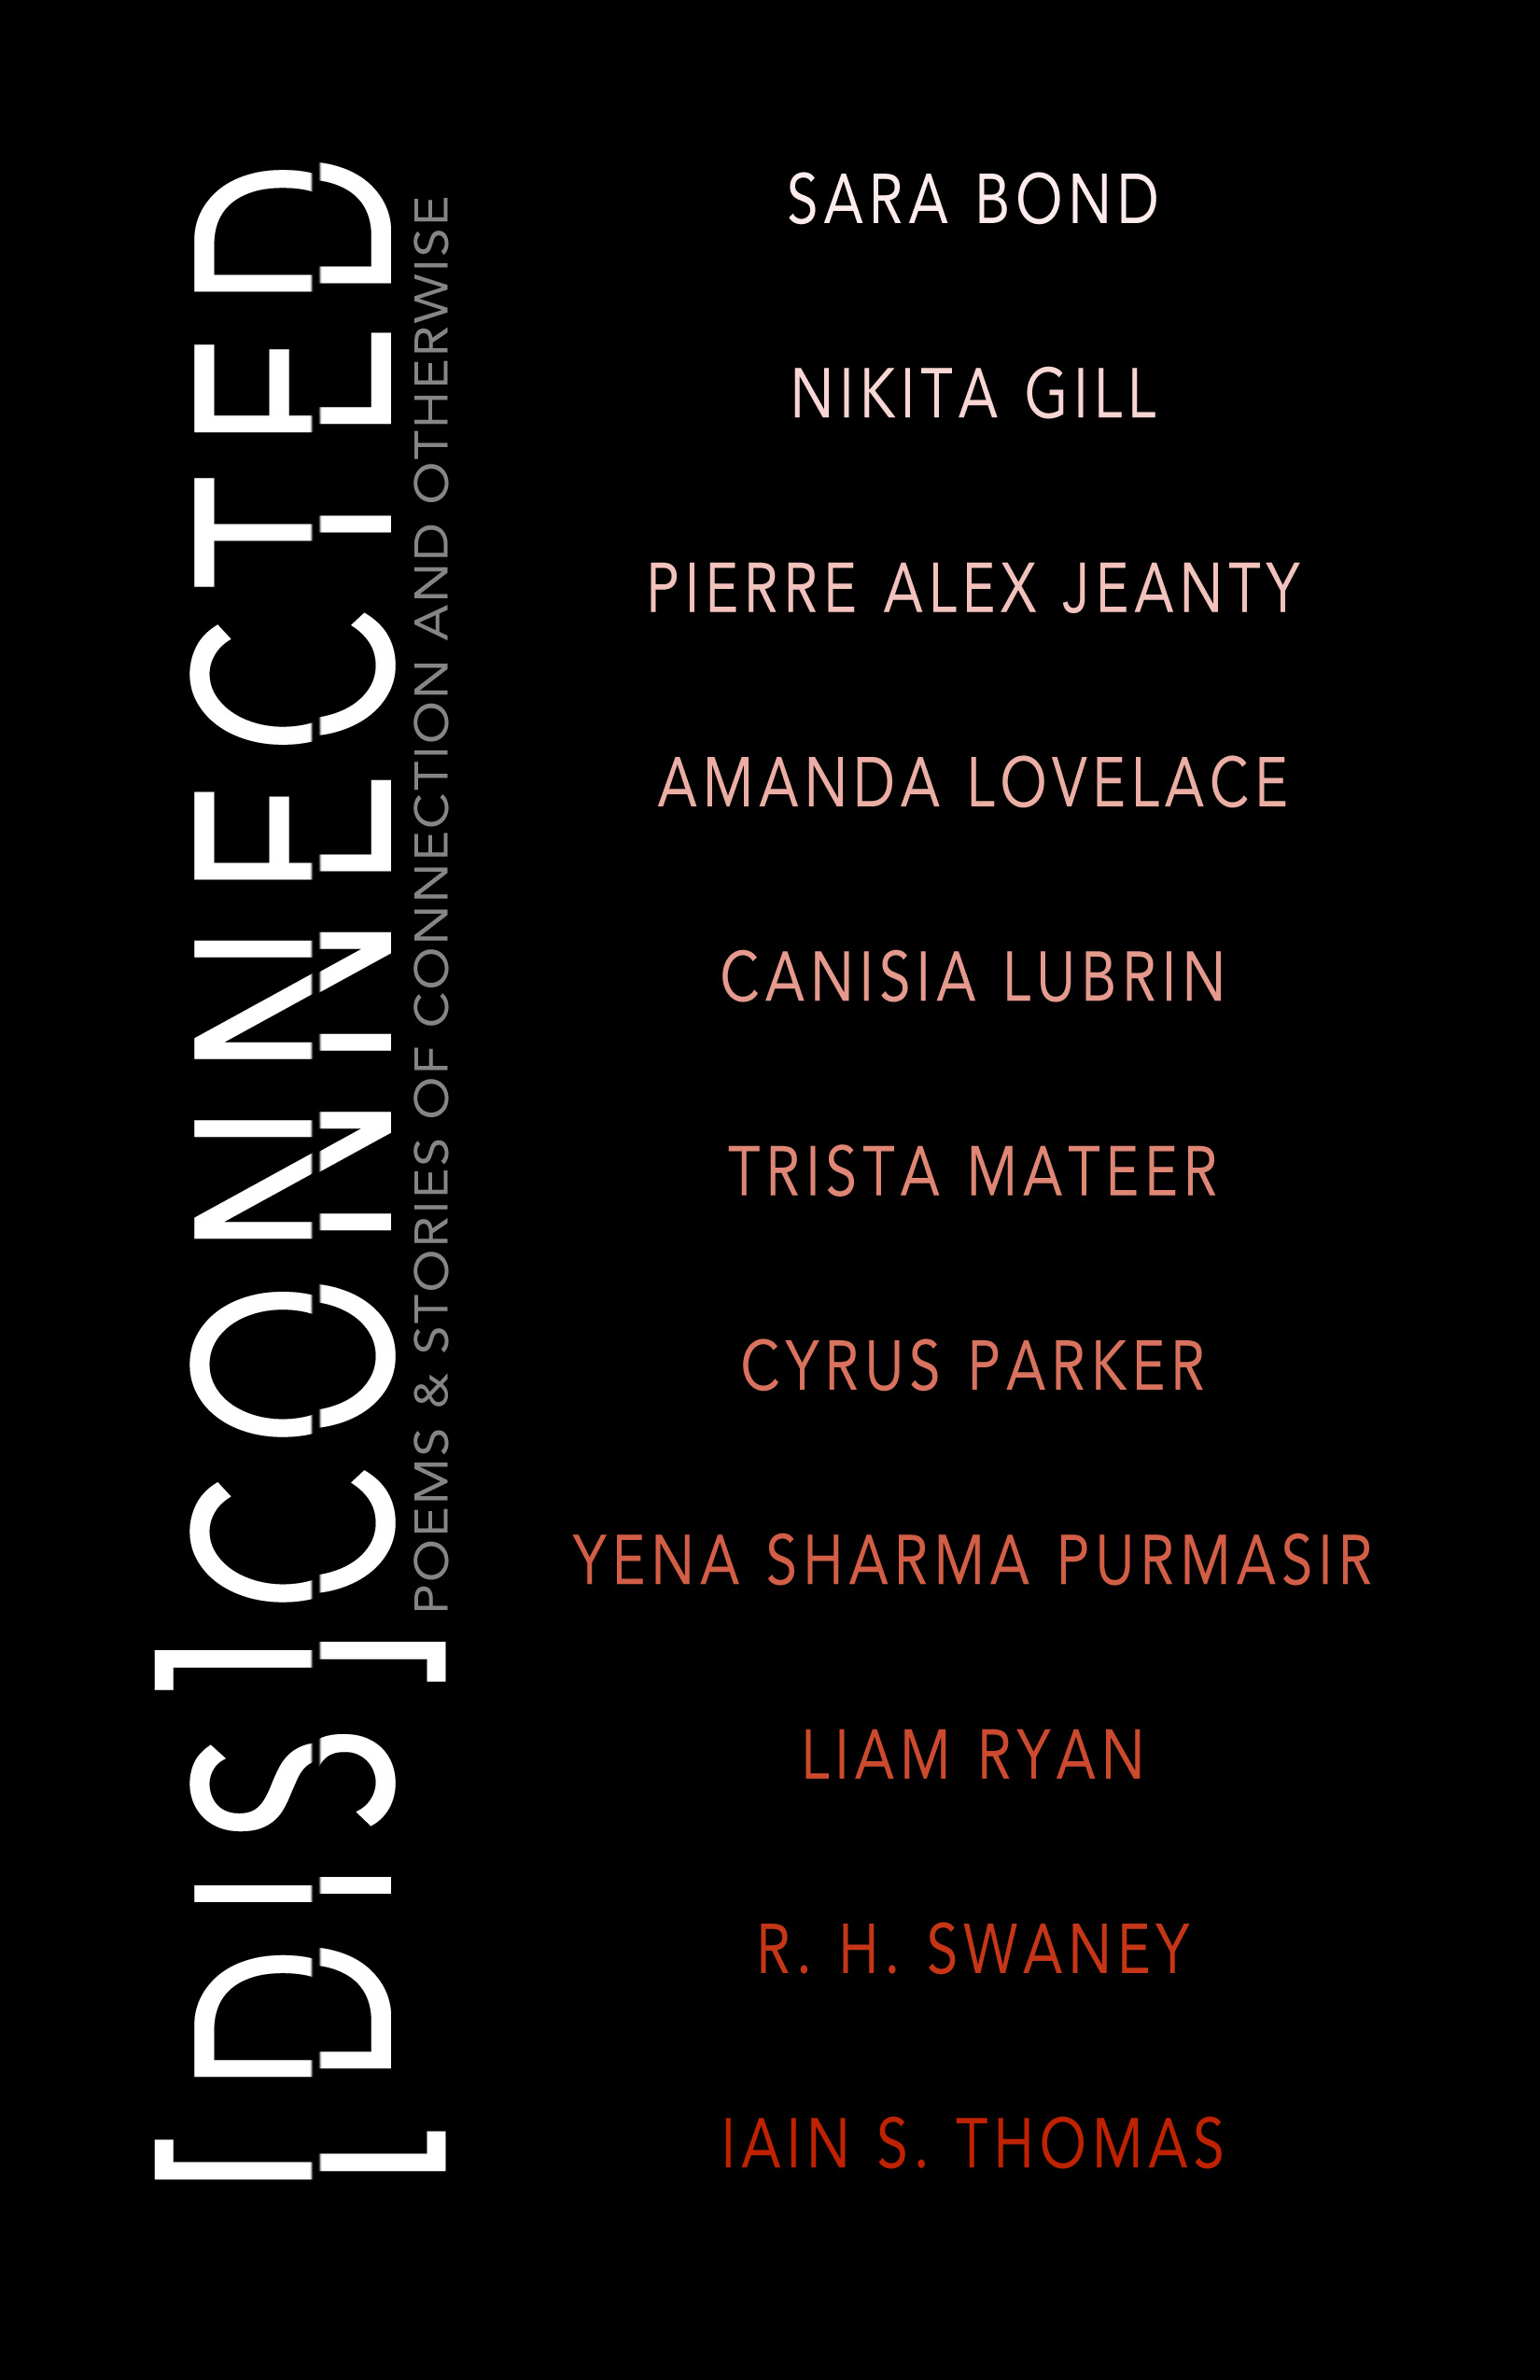 [DIS]CONNECTED
POEMS & STORIES OF CONNECTION AND OTHERWISE
SARA BOND
NIKITA GILL
PIERRE ALEX JEANTY
AMANDA LOVELACE
CANISIA LUBRIN
TRISTA MATEER
CYRUS PARKER
YENA SHARMA PURMASIR
LIAM RYAN
R. H. SWANEY
IAIN S. THOMAS